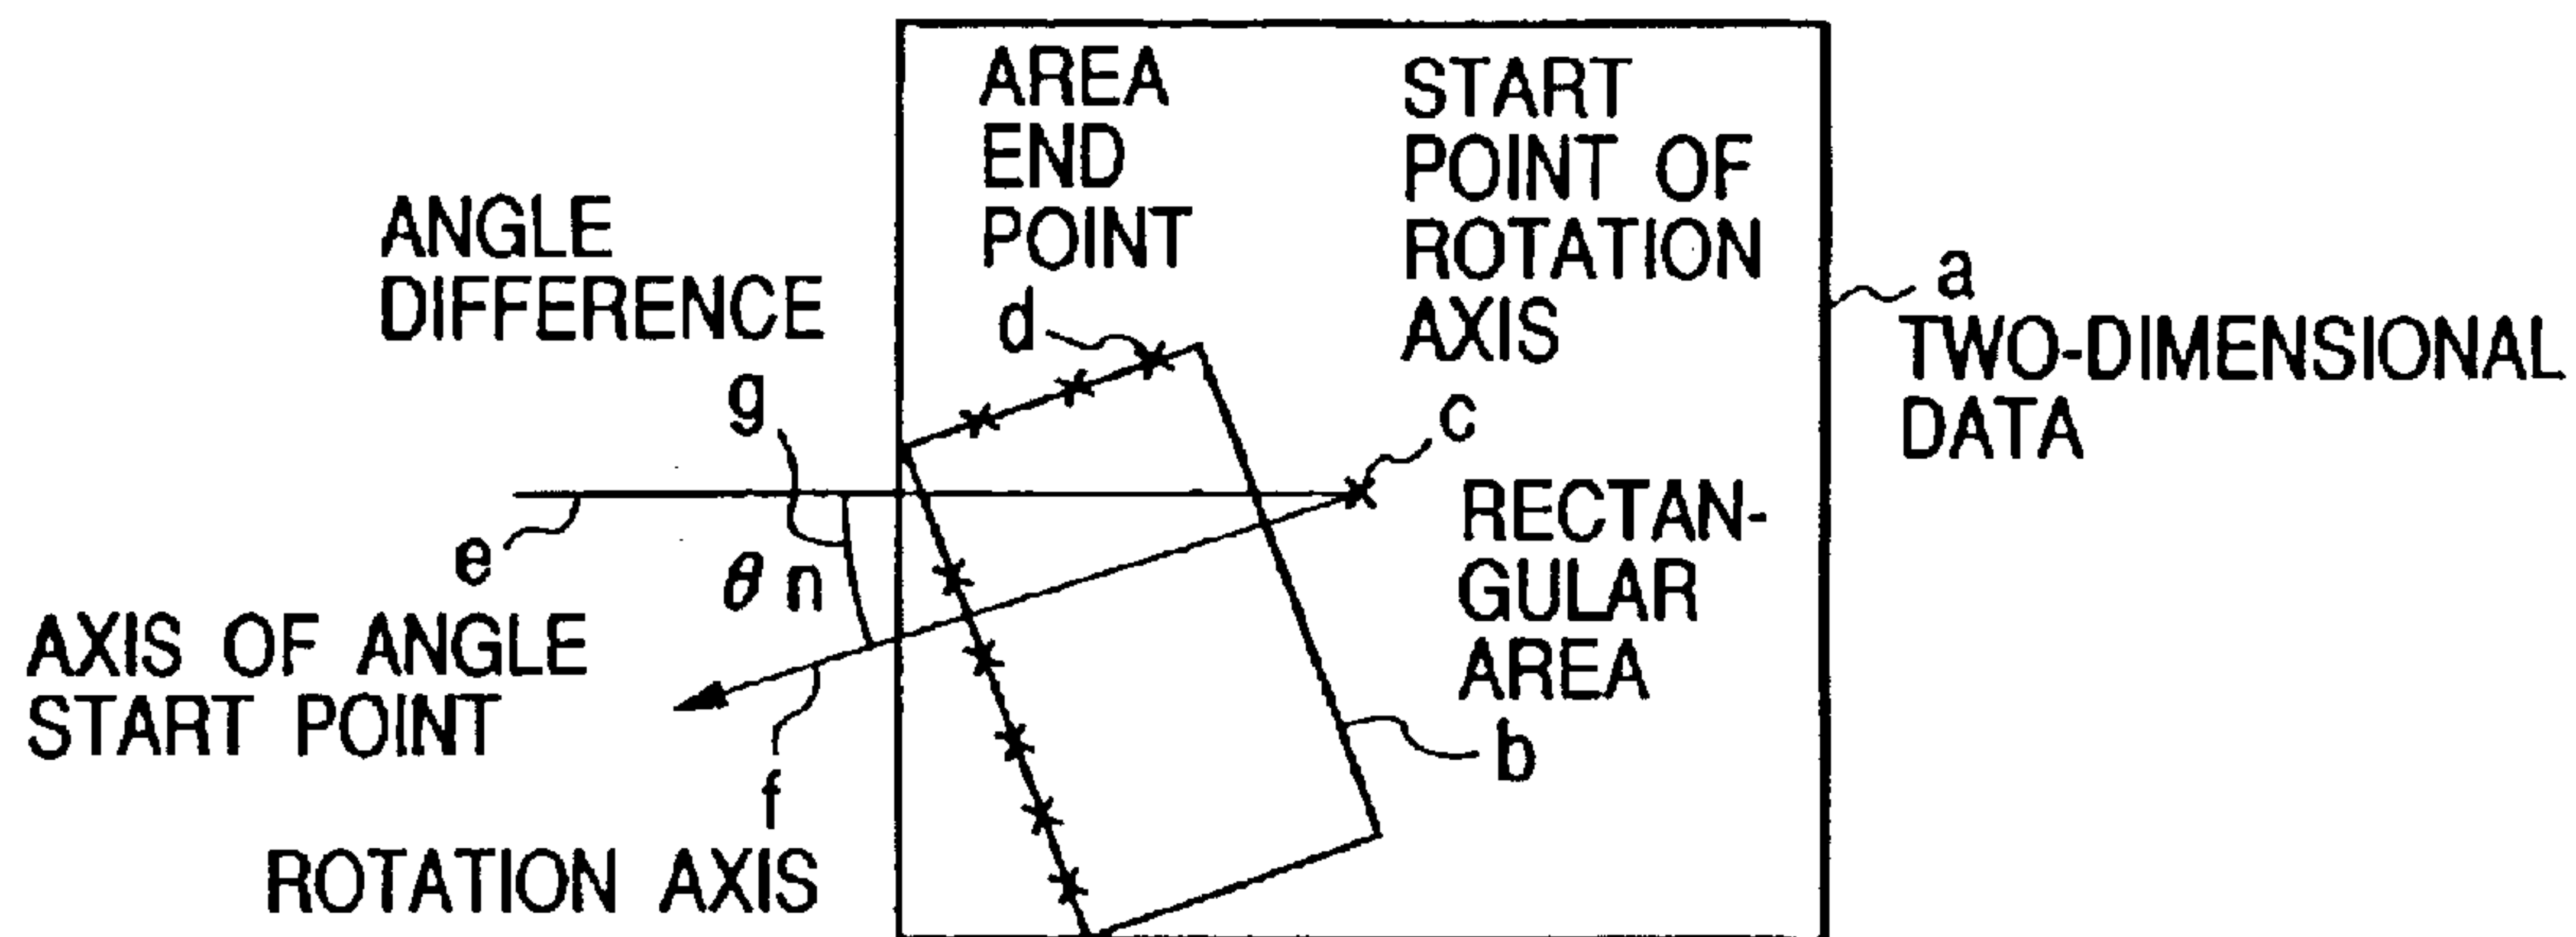 AREA
END
POINT
d
START
POINT OF
ROTATION
AXIS
c
ANGLE
DIFFERENCE
g
a
TWO-DIMENSIONAL
DATA
e
AXIS OF ANGLE
START POINT
θ n
f
ROTATION AXIS
RECTAN-
GULAR
AREA
b